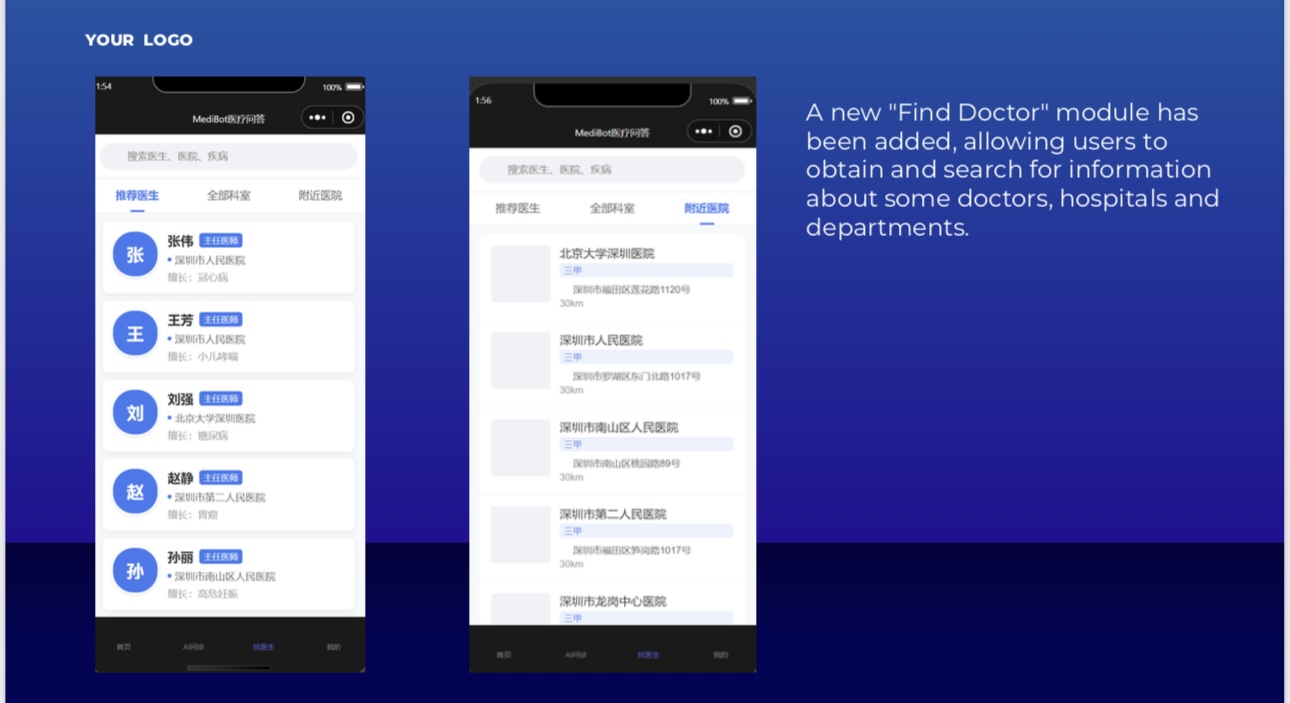 YOUR LOGO
1:54
100%
MediBot医疗问答
搜索医生、医院、疾病
推荐医生 全部科室 附近医院
张
张伟 主任医师
深圳市人民医院
擅长：冠心病
王
王芳 主任医师
深圳市人民医院
擅长：小儿哮喘
刘
刘强 主任医师
北京大学深圳医院
擅长：糖尿病
赵
赵静 主任医师
深圳市第二人民医院
擅长：胃癌
孙
孙丽 主任医师
深圳市南山区人民医院
擅长：高危妊娠
首页 AI问诊 找医生 我的
1:56
100%
MediBot医疗问答
搜索医生、医院、疾病
推荐医生 全部科室 附近医院
北京大学深圳医院
三甲
深圳市福田区莲花路1120号
30km
深圳市人民医院
三甲
深圳市罗湖区东门北路1017号
30km
深圳市南山区人民医院
三甲
深圳市南山区桃园路89号
30km
深圳市第二人民医院
三甲
深圳市福田区笋岗路1017号
30km
深圳市龙岗中心医院
三甲
首页 AI问诊 找医生 我的
A new "Find Doctor" module has
been added, allowing users to
obtain and search for information
about some doctors, hospitals and
departments.